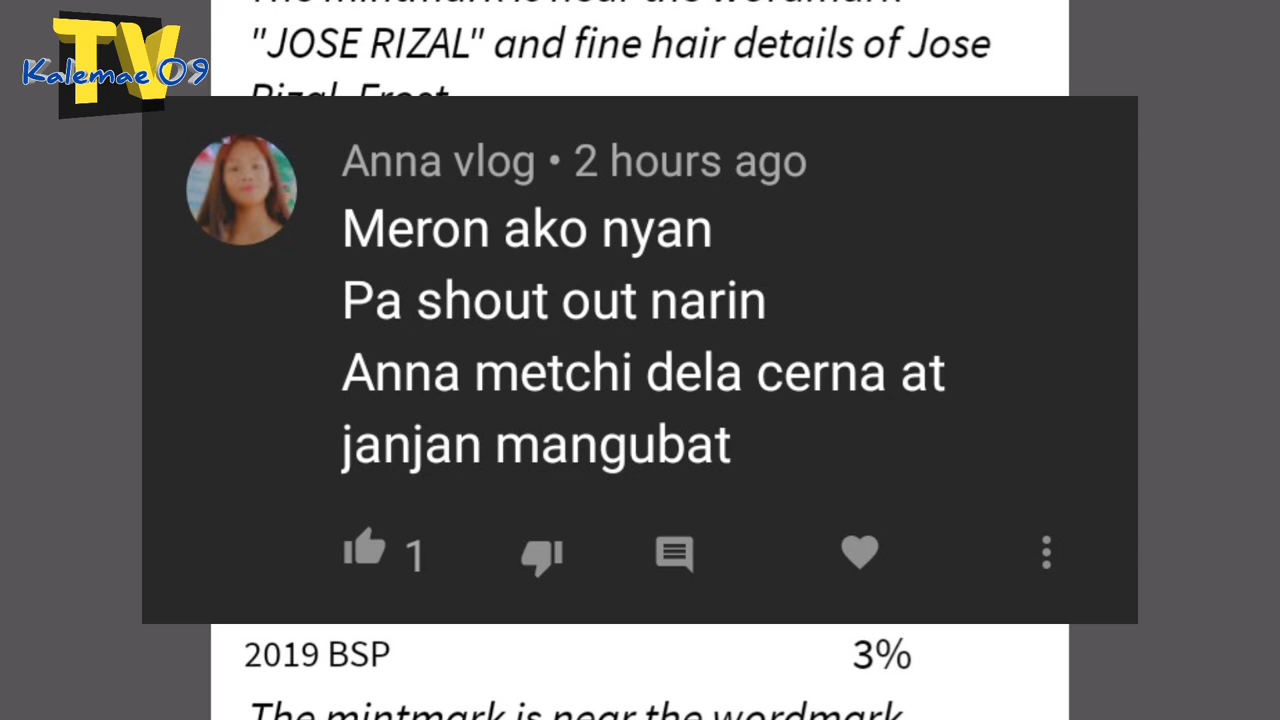 TV
Kalemae 09
"JOSE RIZAL" and fine hair details of Jose
Rizal. Frost
Anna vlog • 2 hours ago
Meron ako nyan
Pa shout out narin
Anna metchi dela cerna at
janjan mangubat
1
2019 BSP 3%
The mintmark is near the wordmark